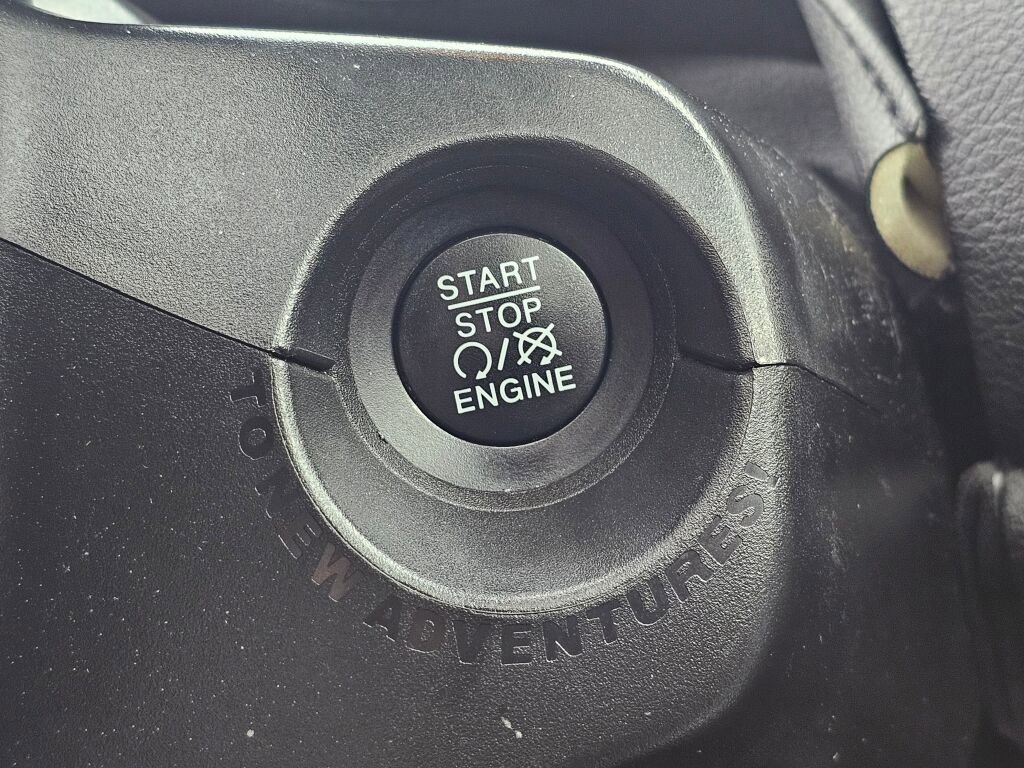 START
STOP
/
ENGINE
TO NEW ADVENTURES!